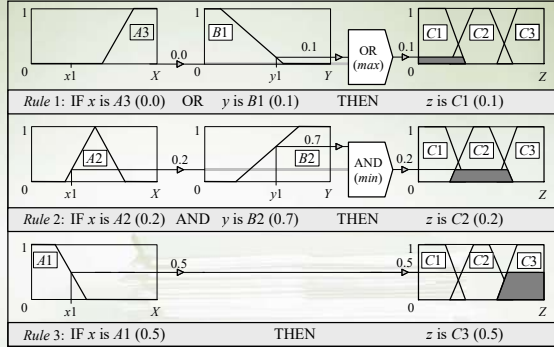 1 A3 0 x1 X 0.0 1 B1 0.1 0 y1 Y OR (max) 0.1 1 C1 C2 C3 0 Z
Rule 1: IF x is A3 (0.0) OR y is B1 (0.1) THEN z is C1 (0.1)
1 A2 0 x1 X 0.2 1 0.7 B2 0 y1 Y AND (min) 0.2 1 C1 C2 C3 0 Z
Rule 2: IF x is A2 (0.2) AND y is B2 (0.7) THEN z is C2 (0.2)
1 A1 0 x1 X 0.5 0.5 1 C1 C2 C3 0 Z
Rule 3: IF x is A1 (0.5) THEN z is C3 (0.5)